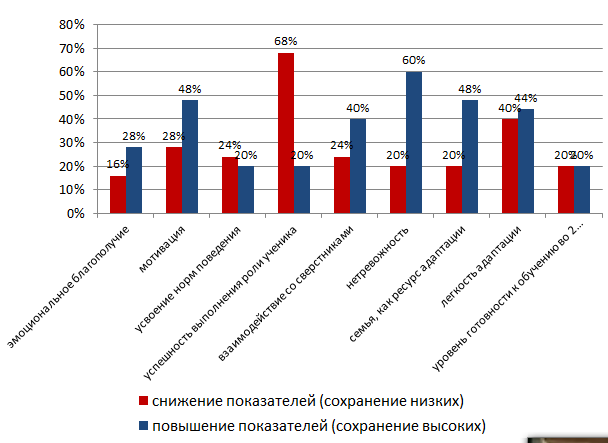 80%
70%
60%
50%
40%
30%
20%
10%
0%
16%
28%
28%
48%
24%
20%
68%
20%
24%
40%
20%
60%
20%
48%
40%
44%
20%
20%
эмоциональное благополучие
мотивация
усвоение норм поведения
успешность выполнения роли ученика
взаимодействие со сверстниками
нетревожность
семья, как ресурс адаптации
легкость адаптации
уровень готовности к обучению во 2...
снижение показателей (сохранение низких)
повышение показателей (сохранение высоких)